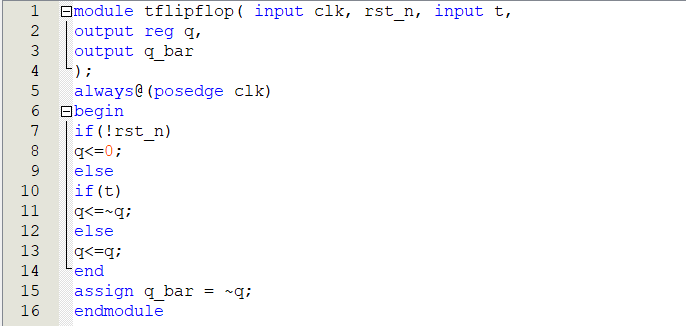 1 module tflipflop( input clk, rst_n, input t,
2 output reg q,
3 output q_bar
4 );
5 always@(posedge clk)
6 begin
7 if(!rst_n)
8 q<=0;
9 else
10 if(t)
11 q<=~q;
12 else
13 q<=q;
14 end
15 assign q_bar = ~q;
16 endmodule